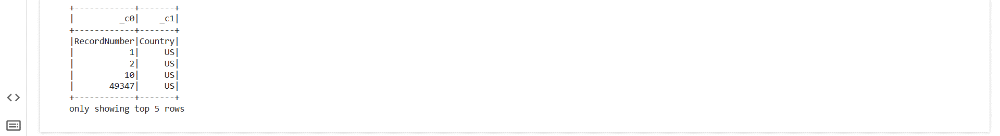 +------------+-------+
|         _c0|    _c1|
+------------+-------+
|RecordNumber|Country|
|           1|     US|
|           2|     US|
|          10|     US|
|       49347|     US|
+------------+-------+
only showing top 5 rows